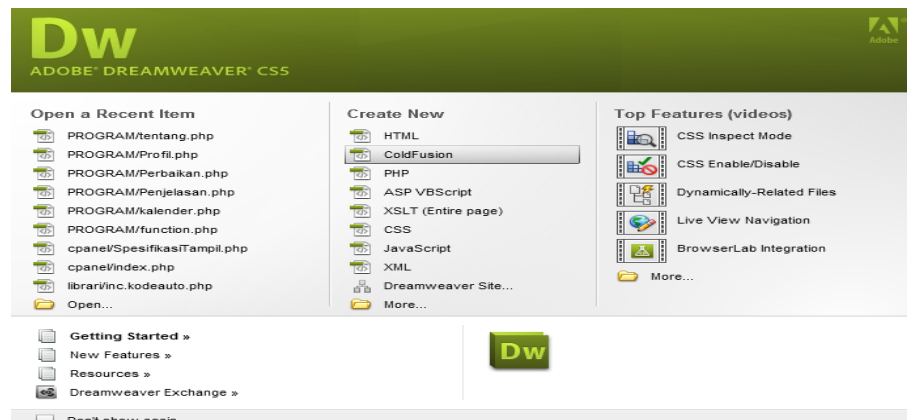 Dw
ADOBE® DREAMWEAVER® CS5
Adobe
Open a Recent Item
PROGRAM/tentang.php
PROGRAM/Profil.php
PROGRAM/Perbaikan.php
PROGRAM/Penjelasan.php
PROGRAM/kalender.php
PROGRAM/function.php
cpanel/SpesifikasiTampil.php
cpanel/index.php
librari/inc.kodeauto.php
Open...
Create New
HTML
ColdFusion
PHP
ASP VBScript
XSLT (Entire page)
CSS
JavaScript
XML
Dreamweaver Site...
More...
Top Features (videos)
CSS Inspect Mode
CSS Enable/Disable
Dynamically-Related Files
Live View Navigation
BrowserLab Integration
More...
Getting Started »
New Features »
Resources »
Dreamweaver Exchange »
Dw
Don't show again